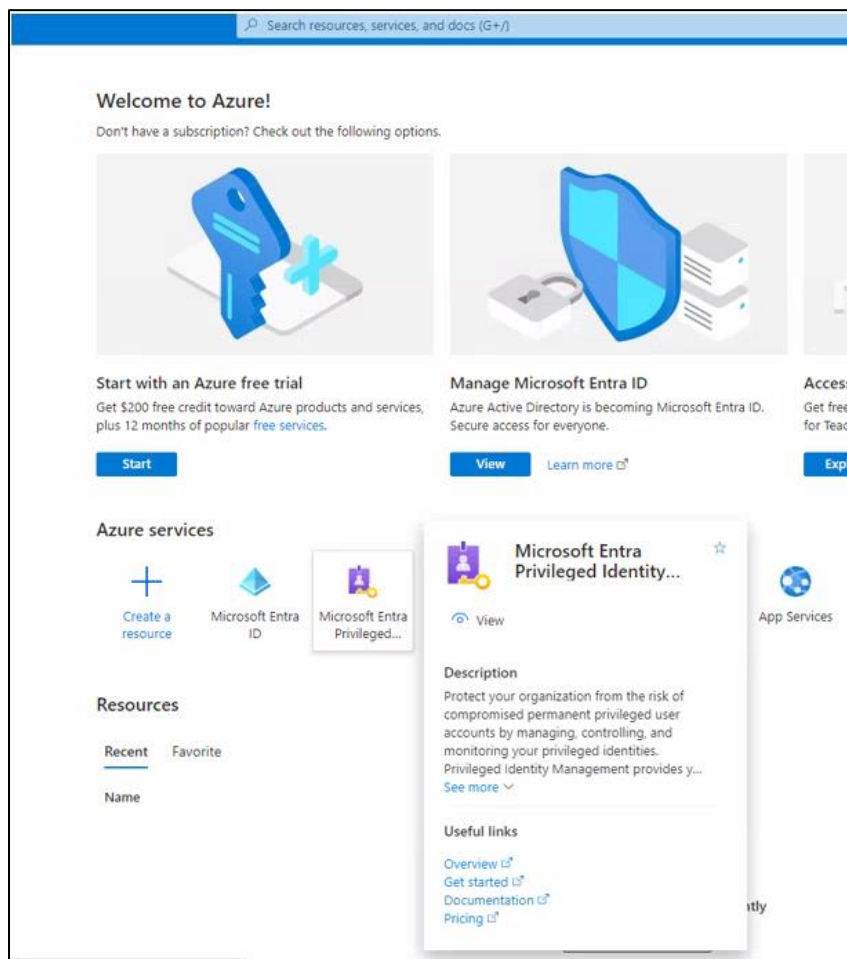 Search resources, services, and docs (G+/)
Welcome to Azure!
Don't have a subscription? Check out the following options.
Start with an Azure free trial
Get $200 free credit toward Azure products and services,
plus 12 months of popular free services.
Start
Manage Microsoft Entra ID
Azure Active Directory is becoming Microsoft Entra ID.
Secure access for everyone.
View
Learn more
Access
Get free
for Teac
Exp
Azure services
Create a
resource
Microsoft Entra
ID
Microsoft Entra
Privileged...
App Services
Microsoft Entra
Privileged Identity...
View
Description
Protect your organization from the risk of
compromised permanent privileged user
accounts by managing, controlling, and
monitoring your privileged identities.
Privileged Identity Management provides y...
See more
Useful links
Overview
Get started
Documentation
Pricing
Resources
Recent
Favorite
Name
ntly